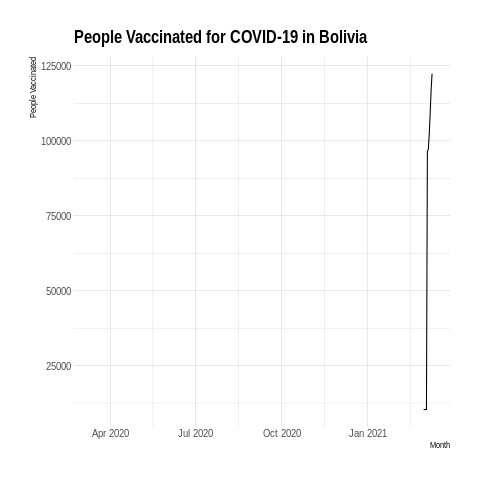 People Vaccinated for COVID-19 in Bolivia
People Vaccinated
125000
100000
75000
50000
25000
Apr 2020
Jul 2020
Oct 2020
Jan 2021
Month